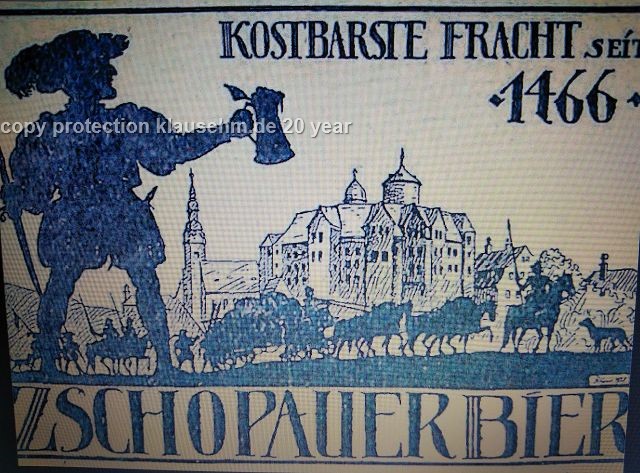 KOSTBARSTE FRACHT SEIT
·1466·
copy protection klausehm.de 20 year
ZSCHOPAUER BIER